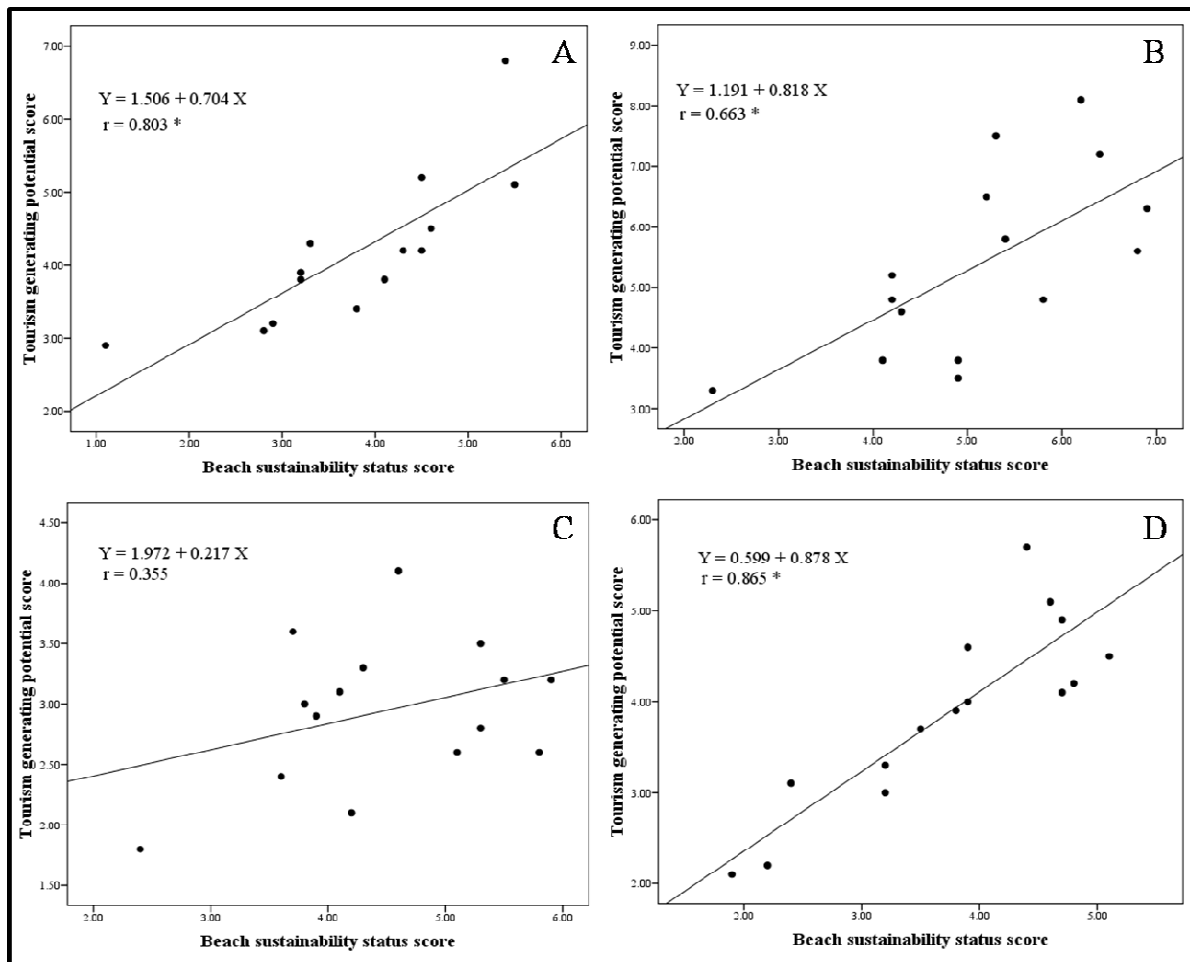 A
Y = 1.506 + 0.704 X
r = 0.803 *
Tourism generating potential score
7.00
6.00
5.00
4.00
3.00
2.00
1.00 2.00 3.00 4.00 5.00 6.00
Beach sustainability status score
B
Y = 1.191 + 0.818 X
r = 0.663 *
Tourism generating potential score
9.00
8.00
7.00
6.00
5.00
4.00
3.00
2.00 3.00 4.00 5.00 6.00 7.00
Beach sustainability status score
C
Y = 1.972 + 0.217 X
r = 0.355
Tourism generating potential score
4.50
4.00
3.50
3.00
2.50
2.00
1.50
2.00 3.00 4.00 5.00 6.00
Beach sustainability status score
D
Y = 0.599 + 0.878 X
r = 0.865 *
Tourism generating potential score
6.00
5.00
4.00
3.00
2.00
2.00 3.00 4.00 5.00
Beach sustainability status score